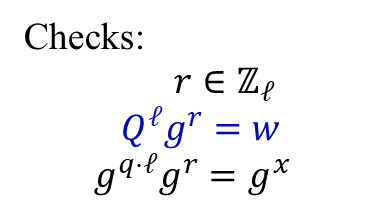 Checks:
r ∈ ℤ_ℓ
Q^ℓ g^r = w
g^{q·ℓ} g^r = g^x